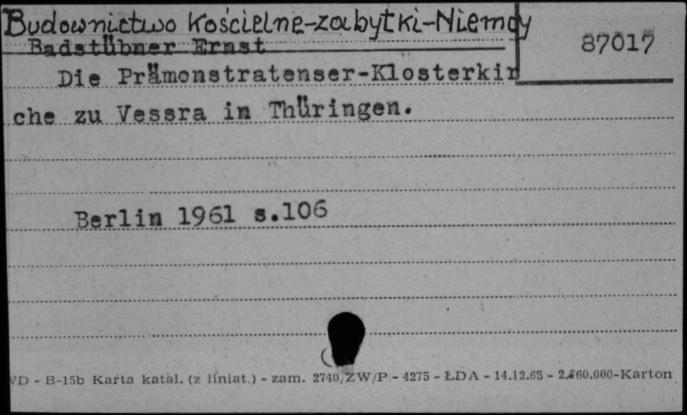 Budownictwo kościelne-zabytki-Niemcy
Badstübner Ernst
87017
Die Prämonstratenser-Klosterkir
che zu Vessra in Thüringen.
Berlin 1961 s.106
WD - B-15b Karta katal. (z liniat.) - zam. 2740/ZW/P - 4275 - ŁDA - 14.12.65 - 2.860.000-Karton